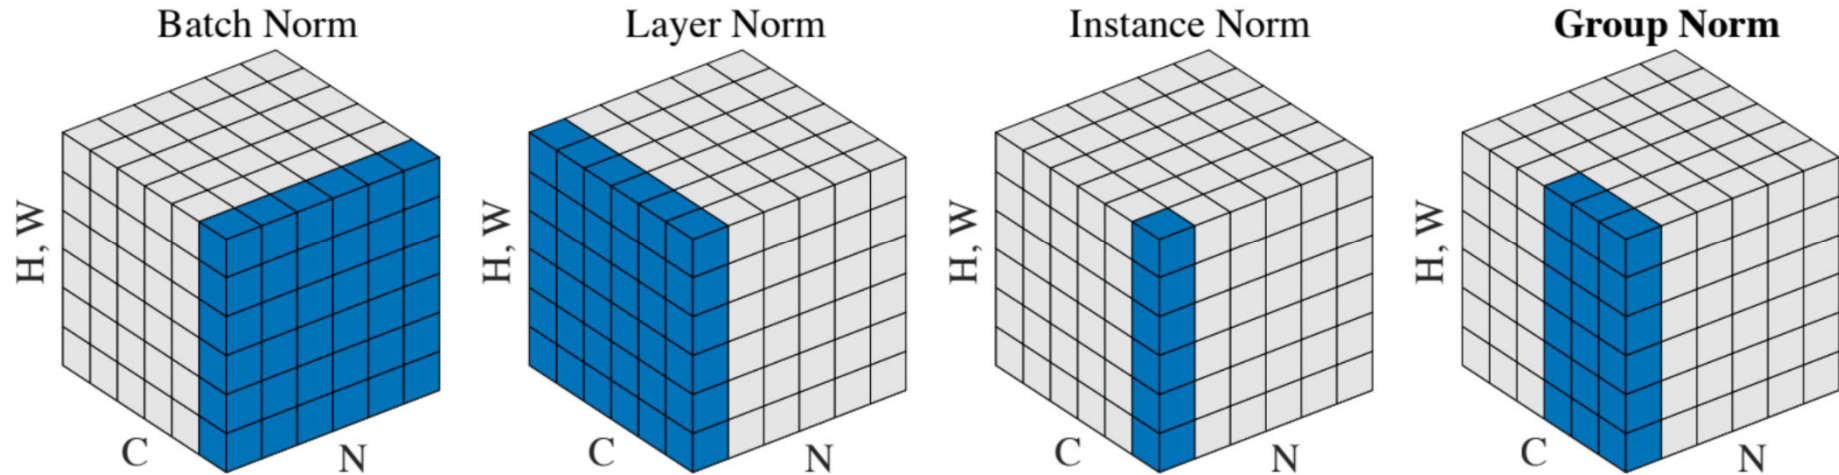 Batch Norm
Layer Norm
Instance Norm
Group Norm
H, W
C
N
H, W
C
N
H, W
C
N
H, W
C
N